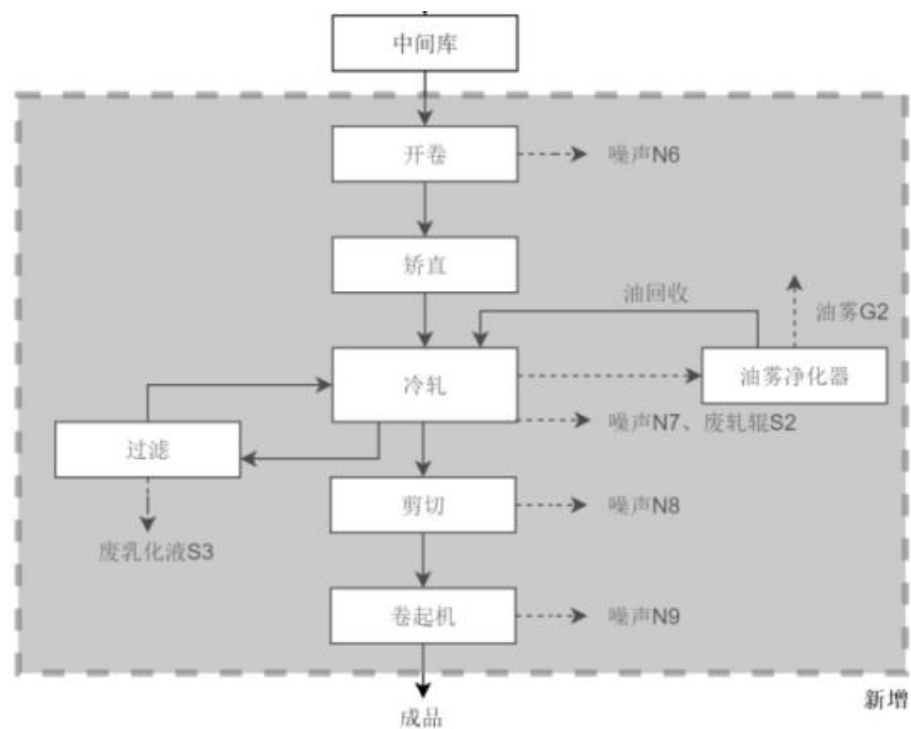 中间库
开卷
噪声N6
矫直
油回收
油雾G2
冷轧
油雾净化器
噪声N7、废轧辊S2
过滤
剪切
噪声N8
废乳化液S3
卷起机
噪声N9
新增
成品